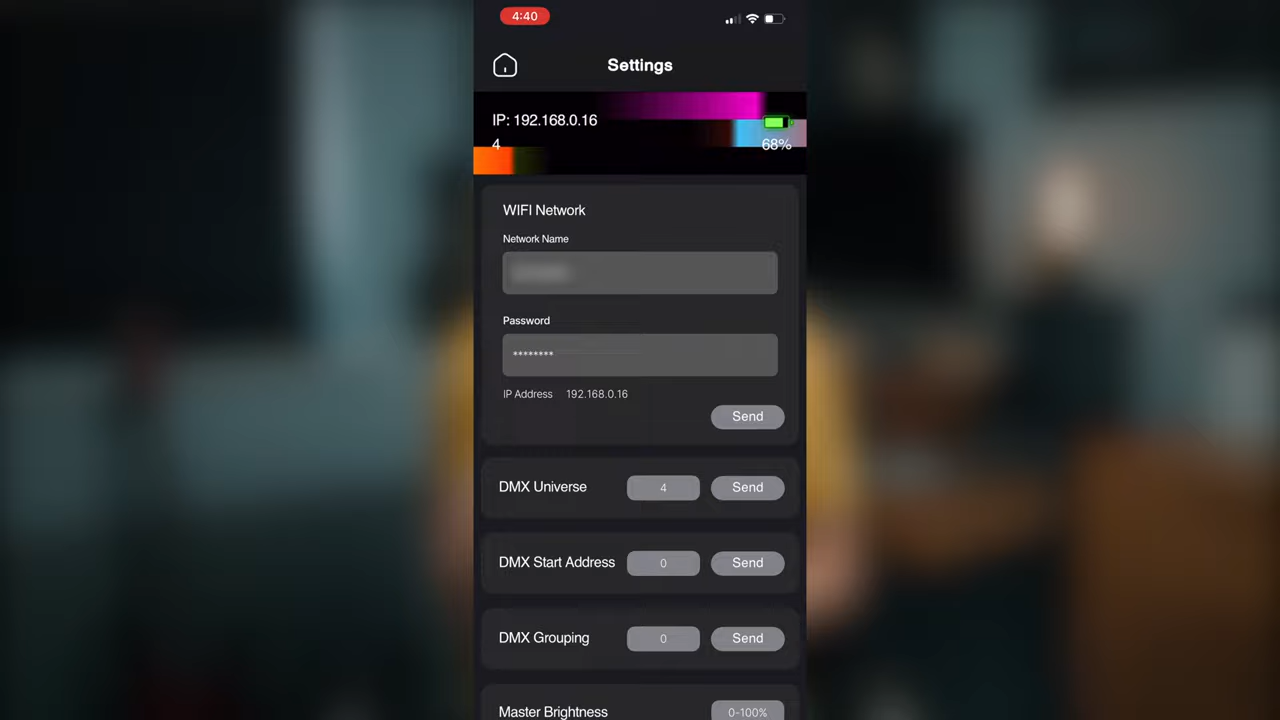 4:40
Settings
IP: 192.168.0.16
4
68%
WIFI Network
Network Name
Password
********
IP Address 192.168.0.16
Send
DMX Universe 4 Send
DMX Start Address 0 Send
DMX Grouping 0 Send
Master Brightness 0-100%